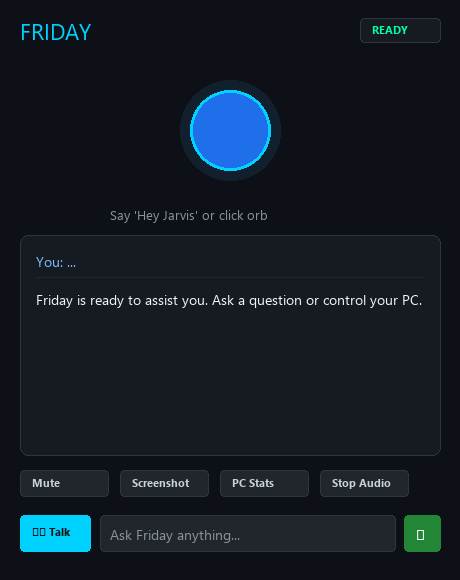 FRIDAY
READY
Say 'Hey Jarvis' or click orb
You: ...
Friday is ready to assist you. Ask a question or control your PC.
Mute
Screenshot
PC Stats
Stop Audio
Talk
Ask Friday anything...